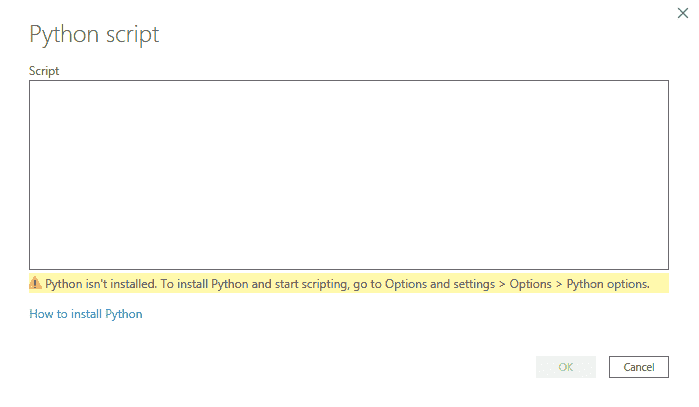 Python script
Script
Python isn't installed. To install Python and start scripting, go to Options and settings > Options > Python options.
How to install Python
OK
Cancel